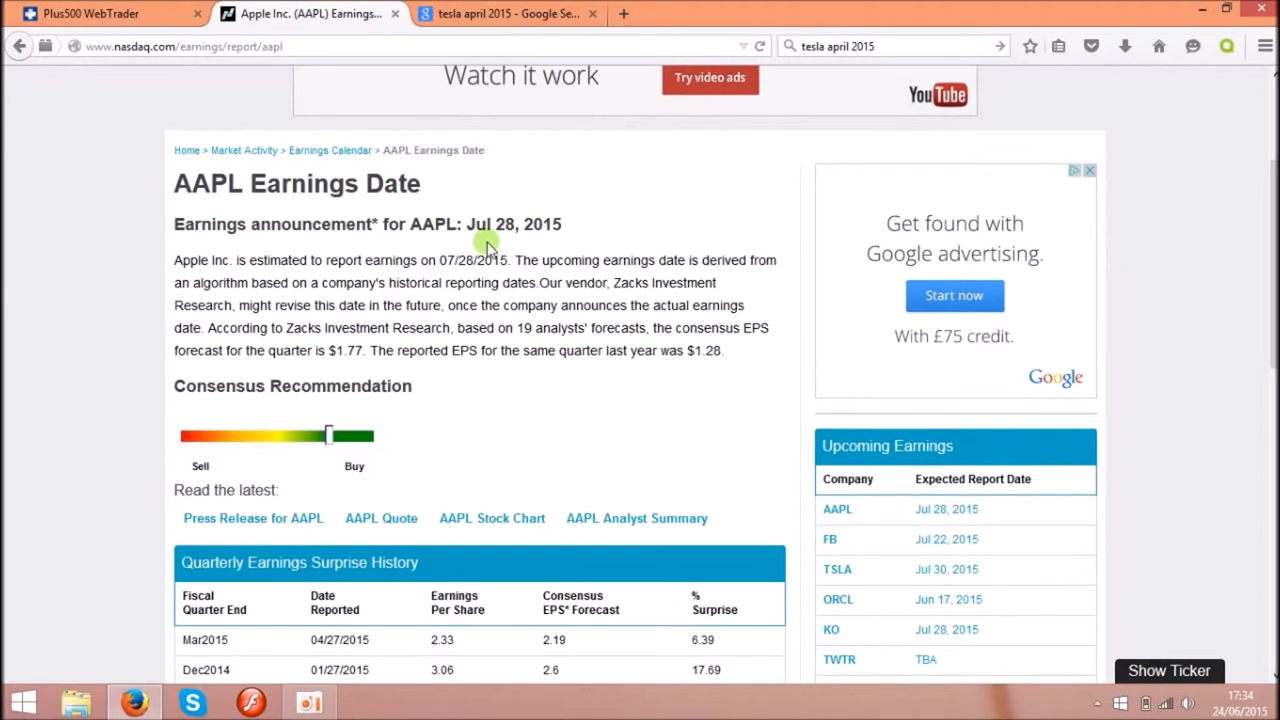 Plus500 WebTrader
Apple Inc. (AAPL) Earnings...
tesla april 2015 - Google Se...
www.nasdaq.com/earnings/report/aapl
tesla april 2015
Watch it work
Try video ads
YouTube
Home > Market Activity > Earnings Calendar > AAPL Earnings Date
AAPL Earnings Date
Earnings announcement* for AAPL: Jul 28, 2015
Apple Inc. is estimated to report earnings on 07/28/2015. The upcoming earnings date is derived from
an algorithm based on a company's historical reporting dates.Our vendor, Zacks Investment
Research, might revise this date in the future, once the company announces the actual earnings
date. According to Zacks Investment Research, based on 19 analysts' forecasts, the consensus EPS
forecast for the quarter is $1.77. The reported EPS for the same quarter last year was $1.28.
Consensus Recommendation
Sell Buy
Read the latest:
Press Release for AAPL AAPL Quote AAPL Stock Chart AAPL Analyst Summary
Quarterly Earnings Surprise History
Fiscal Quarter End Date Reported Earnings Per Share Consensus EPS* Forecast % Surprise
Mar2015 04/27/2015 2.33 2.19 6.39
Dec2014 01/27/2015 3.06 2.6 17.69
Get found with
Google advertising.
Start now
With £75 credit.
Google
Upcoming Earnings
Company Expected Report Date
AAPL Jul 28, 2015
FB Jul 22, 2015
TSLA Jul 30, 2015
ORCL Jun 17, 2015
KO Jul 28, 2015
TWTR TBA
Show Ticker
17:34
24/06/2015